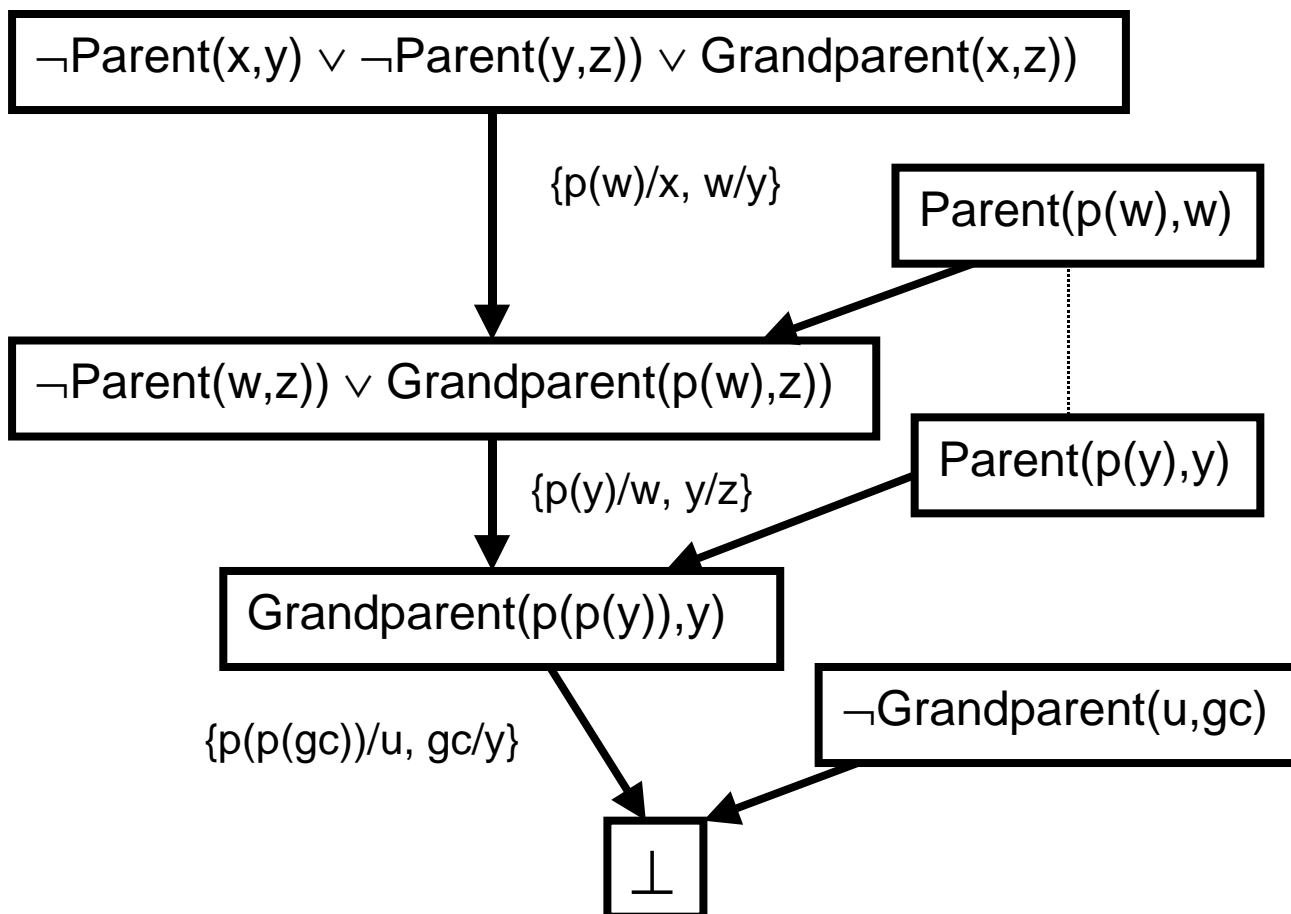 ¬Parent(x,y) ∨ ¬Parent(y,z)) ∨ Grandparent(x,z))
{p(w)/x, w/y}
Parent(p(w),w)
¬Parent(w,z)) ∨ Grandparent(p(w),z))
Parent(p(y),y)
{p(y)/w, y/z}
Grandparent(p(p(y)),y)
¬Grandparent(u,gc)
{p(p(gc))/u, gc/y}
⊥